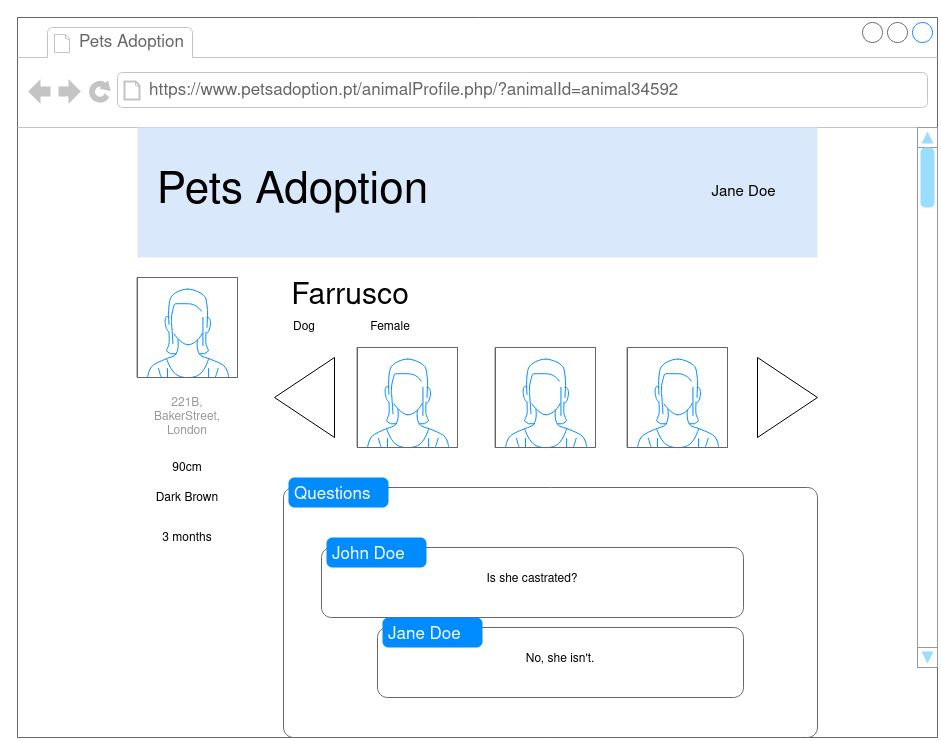 Pets Adoption
https://www.petsadoption.pt/animalProfile.php/?animalId=animal34592
Pets Adoption
Jane Doe
Farrusco
Dog
Female
221B,
BakerStreet,
London
90cm
Dark Brown
3 months
Questions
John Doe
Is she castrated?
Jane Doe
No, she isn't.